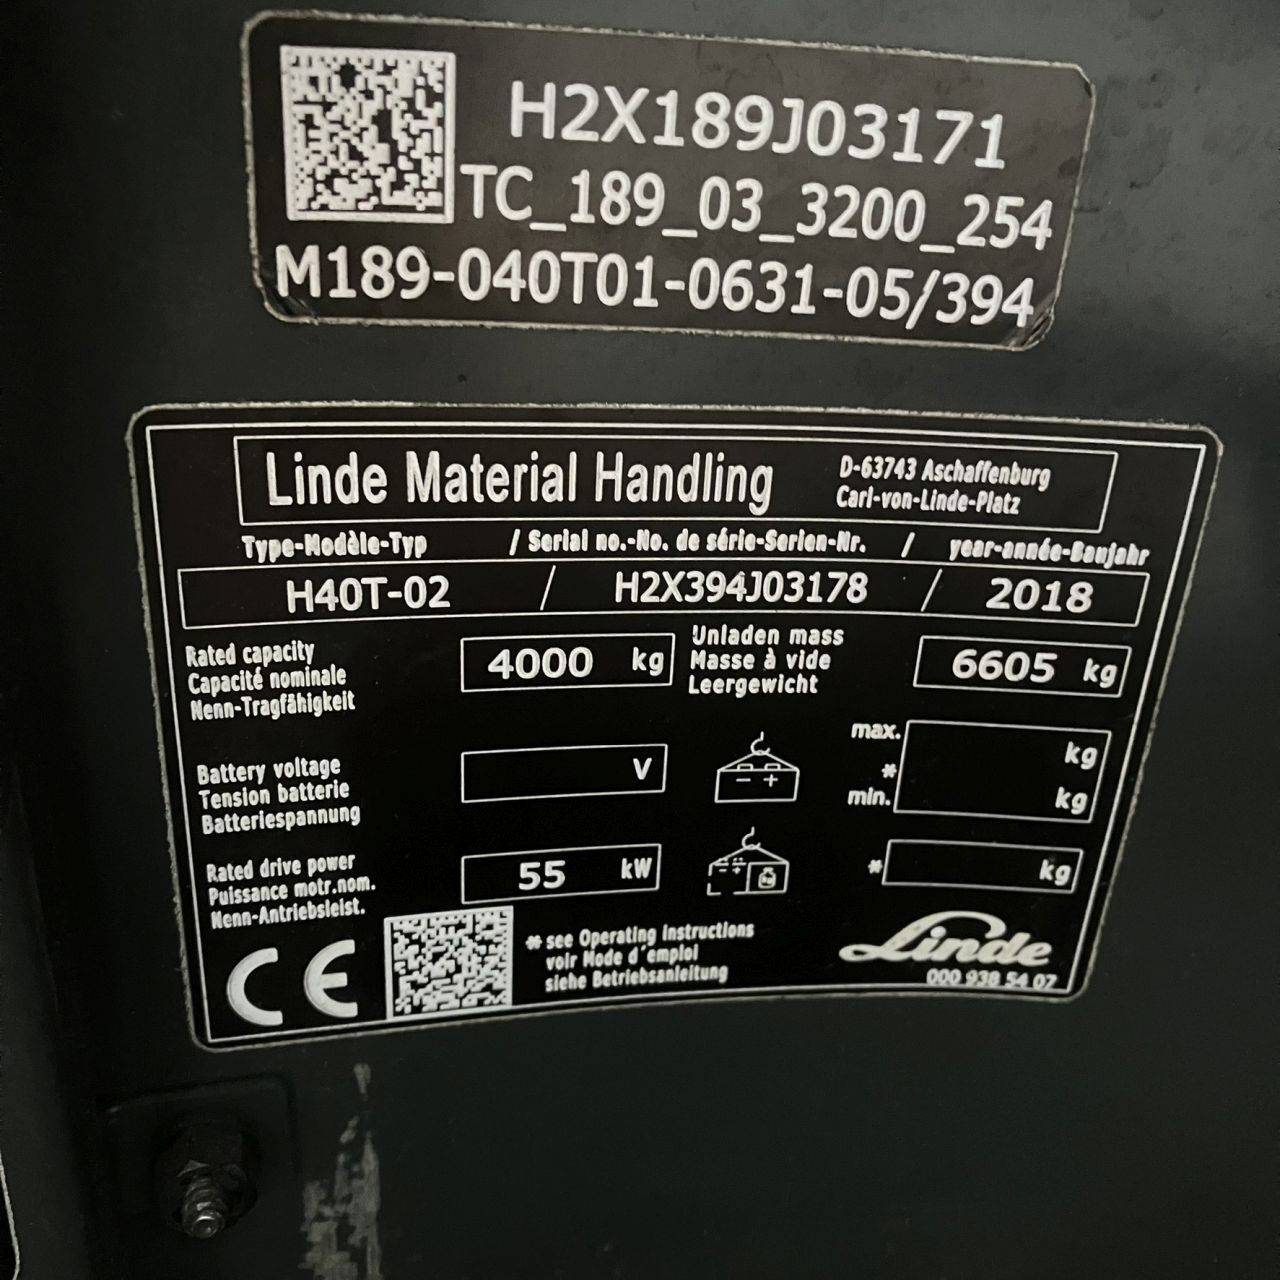 H2X189J03171
TC_189_03_3200_254
M189-040T01-0631-05/394
Linde Material Handling
D-63743 Aschaffenburg
Carl-von-Linde-Platz
Type-Modèle-Typ / Serial no.-No. de série-Serien-Nr. / year-année-Baujahr
H40T-02 / H2X394J03178 / 2018
Rated capacity
Capacité nominale
Nenn-Tragfähigkeit
4000 kg
Unladen mass
Masse à vide
Leergewicht
6605 kg
Battery voltage
Tension batterie
Batteriespannung
V
- +
max. kg
*
min. kg
Rated drive power
Puissance motr.nom.
Nenn-Antriebsleist.
55 kW
* kg
CE
* see Operating instructions
voir Mode d'emploi
siehe Betriebsanleitung
Linde
000 938 54 07